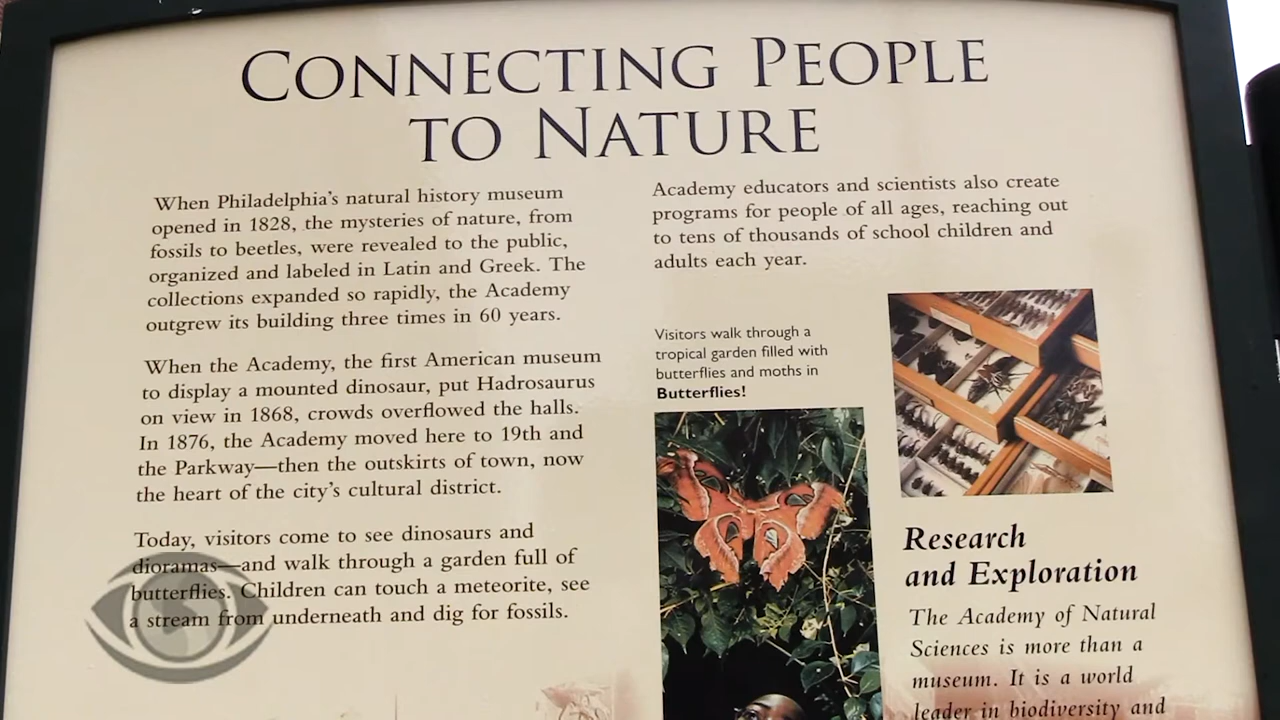 CONNECTING PEOPLE
TO NATURE
When Philadelphia's natural history museum
opened in 1828, the mysteries of nature, from
fossils to beetles, were revealed to the public,
organized and labeled in Latin and Greek. The
collections expanded so rapidly, the Academy
outgrew its building three times in 60 years.
When the Academy, the first American museum
to display a mounted dinosaur, put Hadrosaurus
on view in 1868, crowds overflowed the halls.
In 1876, the Academy moved here to 19th and
the Parkway—then the outskirts of town, now
the heart of the city's cultural district.
Today, visitors come to see dinosaurs and
dioramas—and walk through a garden full of
butterflies. Children can touch a meteorite, see
a stream from underneath and dig for fossils.
Academy educators and scientists also create
programs for people of all ages, reaching out
to tens of thousands of school children and
adults each year.
Visitors walk through a
tropical garden filled with
butterflies and moths in
Butterflies!
Research
and Exploration
The Academy of Natural
Sciences is more than a
museum. It is a world
leader in biodiversity and